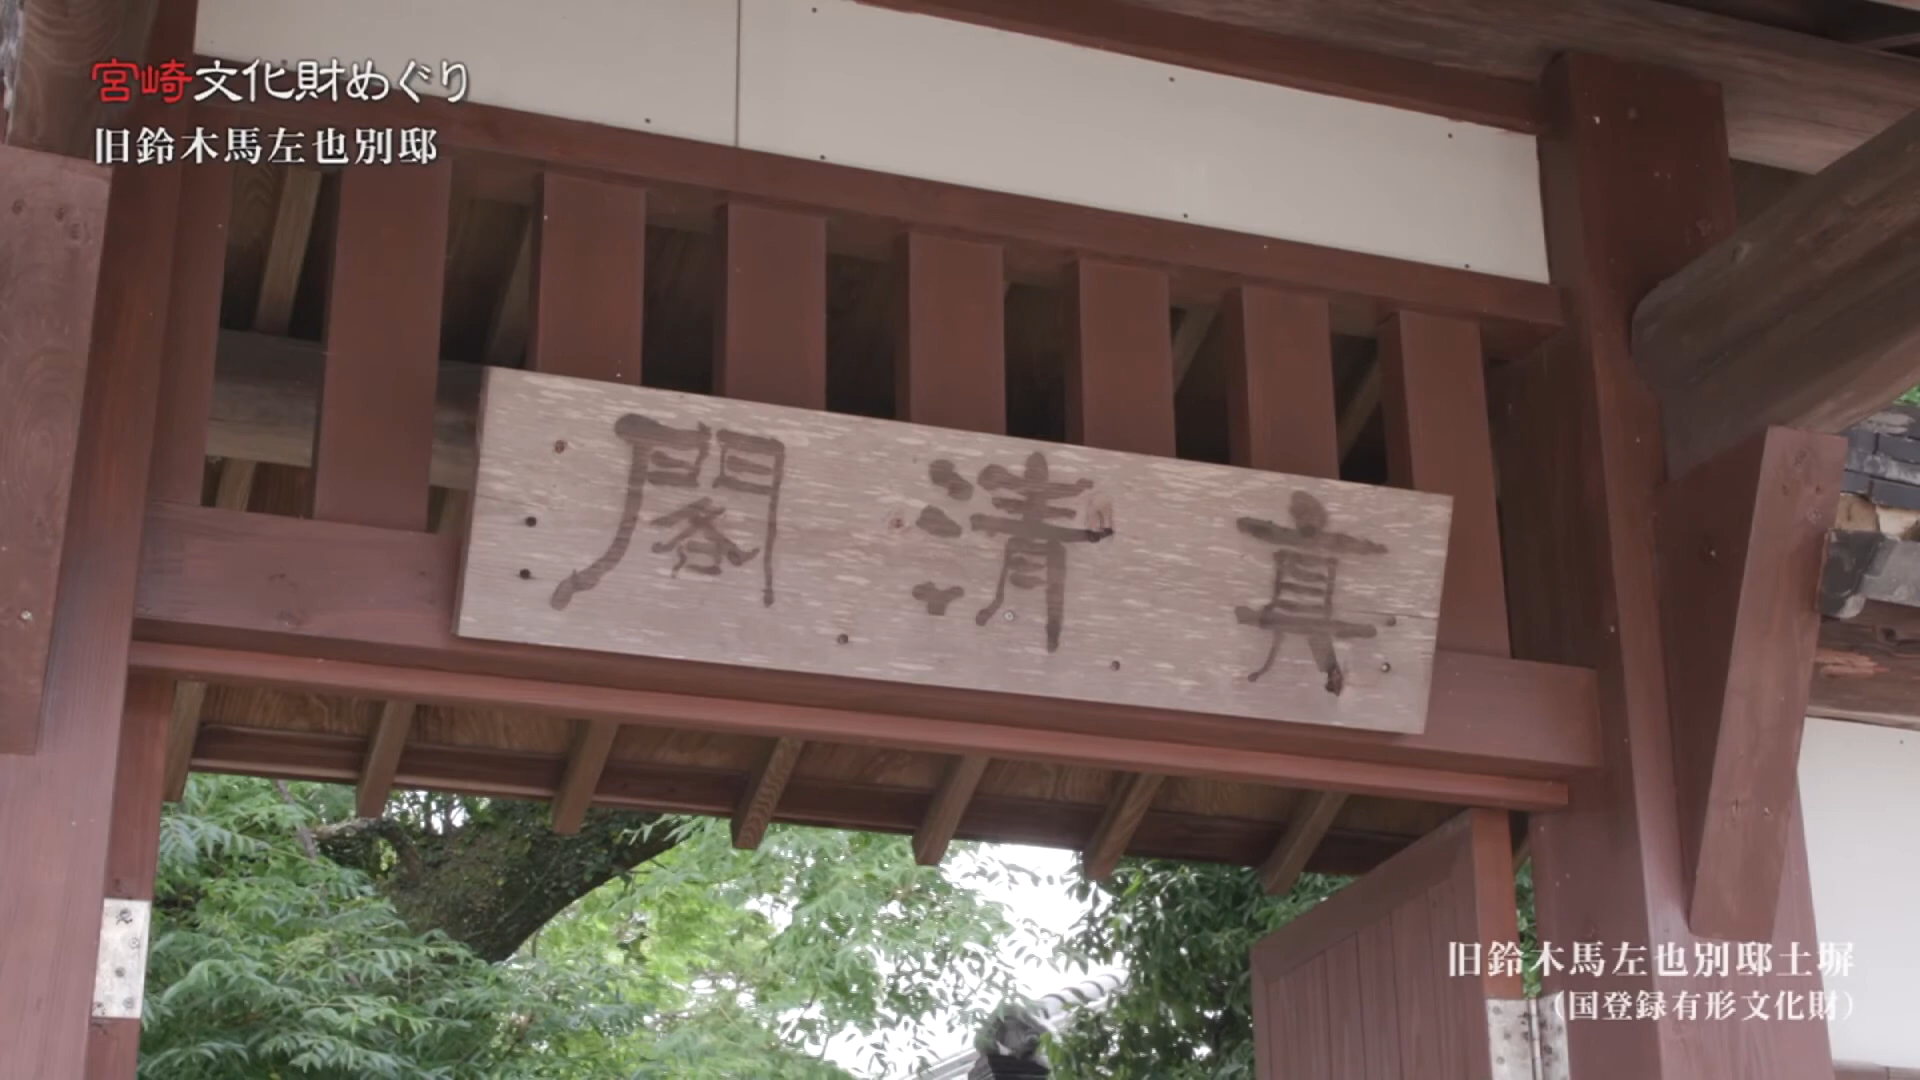 宮崎文化財めぐり
旧鈴木馬左也別邸
真清閣
旧鈴木馬左也別邸土塀
（国登録有形文化財）